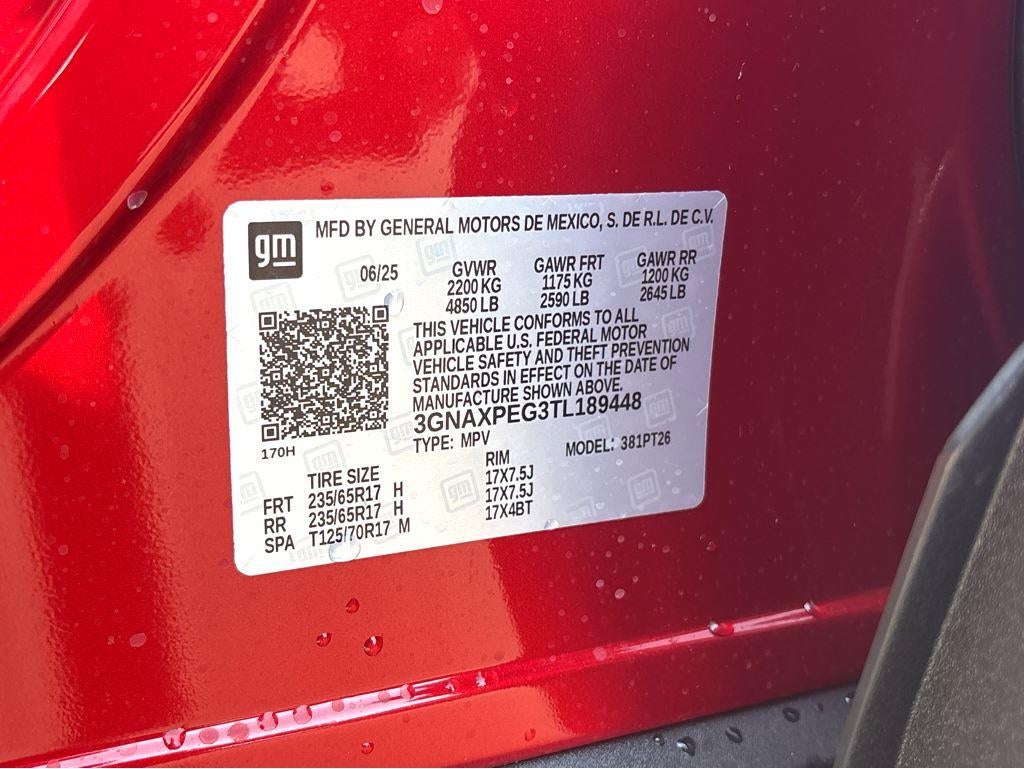 gm
MFD BY GENERAL MOTORS DE MEXICO, S. DE R.L. DE C.V.
06/25 GVWR GAWR FRT GAWR RR
2200 KG 1175 KG 1200 KG
4850 LB 2590 LB 2645 LB
THIS VEHICLE CONFORMS TO ALL
APPLICABLE U.S. FEDERAL MOTOR
VEHICLE SAFETY AND THEFT PREVENTION
STANDARDS IN EFFECT ON THE DATE OF
MANUFACTURE SHOWN ABOVE.
3GNAXPEG3TL189448
170H
TYPE: MPV MODEL: 381PT26
TIRE SIZE RIM
FRT 235/65R17 H 17X7.5J
RR 235/65R17 H 17X7.5J
SPA T125/70R17 M 17X4BT